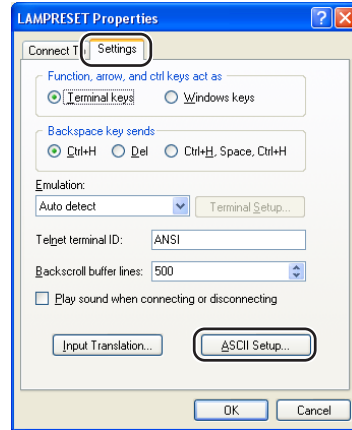 LAMPRESET Properties
Connect T Settings
Function, arrow, and ctrl keys act as
Terminal keys Windows keys
Backspace key sends
Ctrl+H Del Ctrl+H, Space, Ctrl+H
Emulation:
Auto detect Terminal Setup...
Telnet terminal ID: ANSI
Backscroll buffer lines: 500
Play sound when connecting or disconnecting
Input Translation... ASCII Setup...
OK Cancel